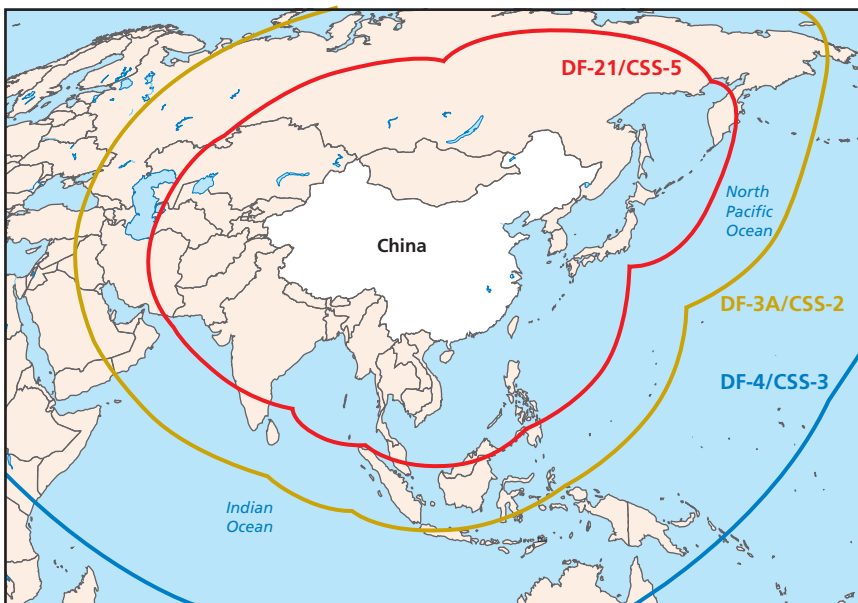 DF-21/CSS-5
North
Pacific
Ocean
China
DF-3A/CSS-2
DF-4/CSS-3
Indian
Ocean